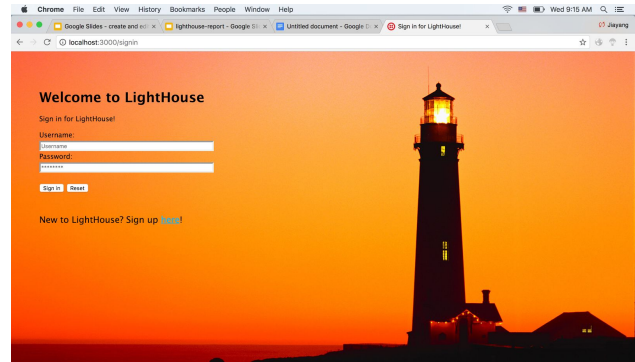 Chrome File Edit View History Bookmarks People Window Help Wed 9:15 AM
Google Slides - create and edi lighthouse-report - Google Sli Untitled document - Google D Sign in for LightHouse! Jiayang
localhost:3000/signin
Welcome to LightHouse
Sign in for LightHouse!
Username:
Username
Password:
********
Sign in Reset
New to LightHouse? Sign up here!